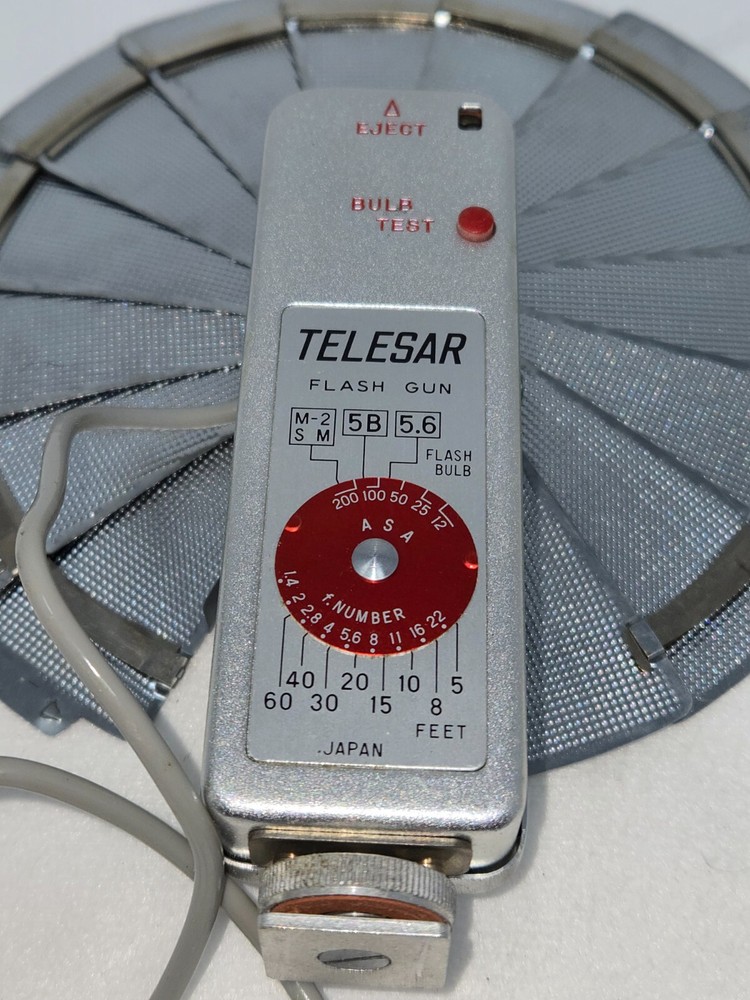 EJECT
BULB
TEST
TELESAR
FLASH GUN
M-2
S M
5B
5.6
FLASH
BULB
200 100 50 25 12
ASA
f.NUMBER
1.4 2 2.8 4 5.6 8 11 16 22
60 40 30 20 15 10 8 5
FEET
JAPAN